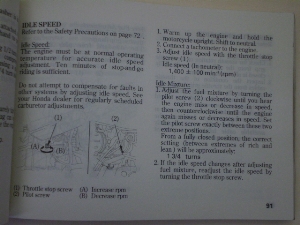 IDLE SPEED
Refer to the Safety Precautions on page 72
Idle Speed:
The engine must be at normal operating
temperature for accurate idle speed
adjustment. Ten minutes of stop-and-go
riding is sufficient.
Do not attempt to compensate for faults in
other systems by adjusting idle speed. See
your Honda dealer for regularly scheduled
carburetor adjustments.
(2)
(1)
(A)
(B)
(1) Throttle stop screw
(2) Pilot screw
(A) Increase rpm
(B) Decrease rpm
1. Warm up the engine and hold the
motorcycle upright. Shift to neutral.
2. Connect a tachometer to the engine.
3. Adjust idle speed with the throttle stop
screw (1).
Idle speed (in neutral):
1,400 ± 100 min⁻¹ (rpm)
Idle Mixture:
1. Adjust the fuel mixture by turning the
pilot screw (2) clockwise until you hear
the engine miss or decrease in speed,
then counterclockwise until the engine
again misses or decreases in speed. Set
the pilot screw exactly between these two
extreme positions.
From a fully closed position, the correct
setting (between extremes of rich and
lean) will be approximately:
1 3/4 turns
2. If the idle speed changes after adjusting
fuel mixture, readjust the idle speed by
turning the throttle stop screw.
91